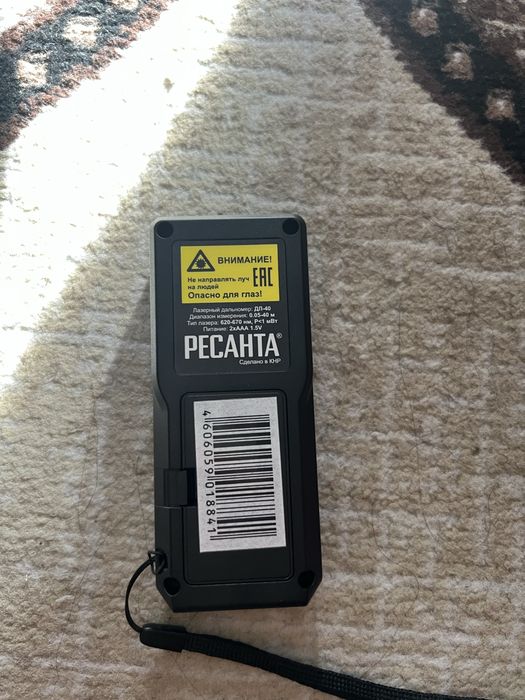 ВНИМАНИЕ!
Не направлять луч
на людей
Опасно для глаз!
EAC
Лазерный дальномер: ДЛ-40
Диапазон измерения: 0.05-40 м
Тип лазера: 620-670 нм, P<1 мВт
Питание: 2xAAA 1.5V
РЕСАНТА®
Сделано в КНР
4606059018841